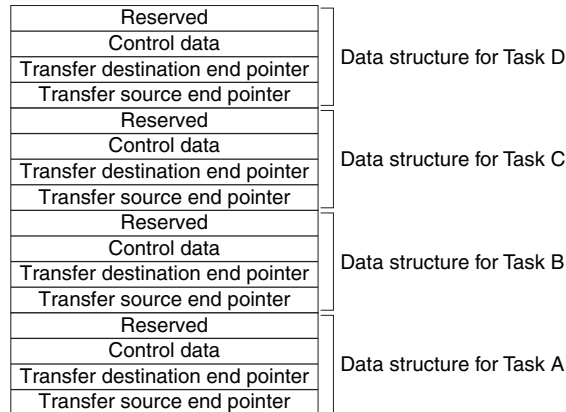 Reserved
Control data
Transfer destination end pointer
Transfer source end pointer
Data structure for Task D
Reserved
Control data
Transfer destination end pointer
Transfer source end pointer
Data structure for Task C
Reserved
Control data
Transfer destination end pointer
Transfer source end pointer
Data structure for Task B
Reserved
Control data
Transfer destination end pointer
Transfer source end pointer
Data structure for Task A